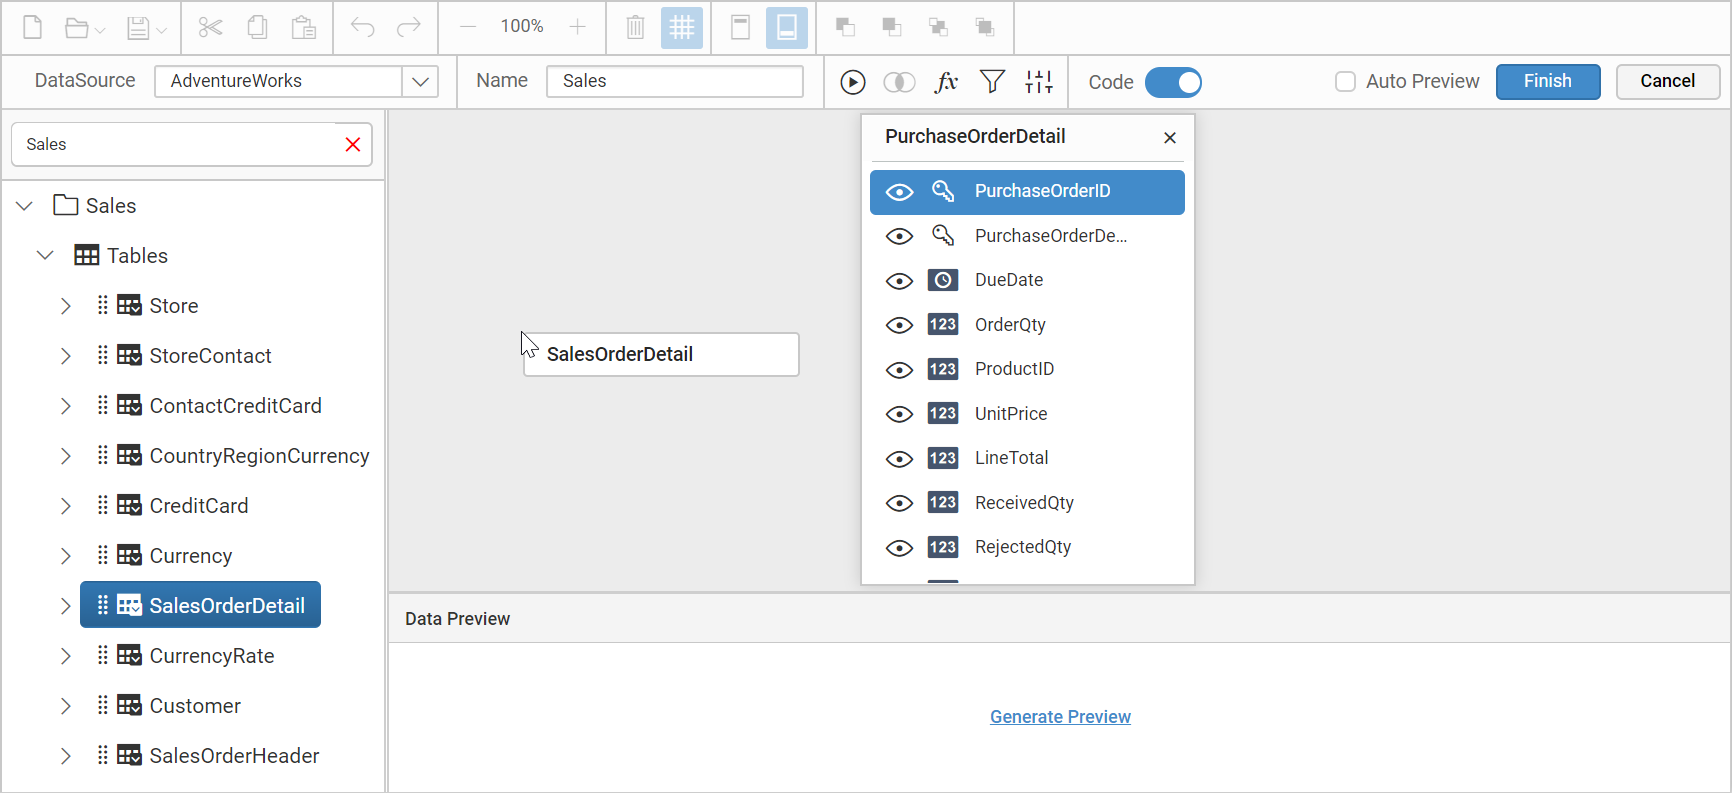 100%
DataSource AdventureWorks Name Sales fx Code Auto Preview Finish Cancel
Sales
Sales
Tables
Store
StoreContact
ContactCreditCard
CountryRegionCurrency
CreditCard
Currency
SalesOrderDetail
CurrencyRate
Customer
SalesOrderHeader
SalesOrderDetail
PurchaseOrderDetail
PurchaseOrderID
PurchaseOrderDe...
DueDate
123 OrderQty
123 ProductID
123 UnitPrice
123 LineTotal
123 ReceivedQty
123 RejectedQty
Data Preview
Generate Preview